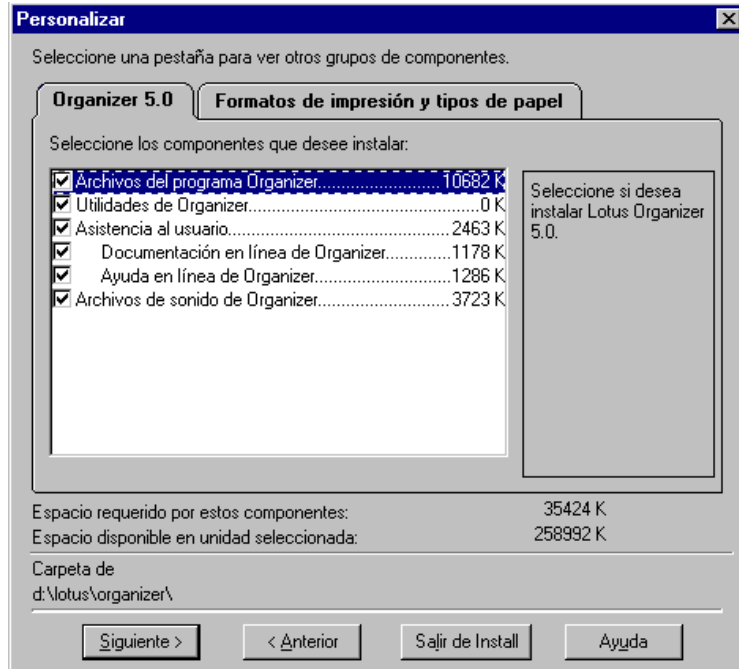 Personalizar
Seleccione una pestaña para ver otros grupos de componentes.
Organizer 5.0
Formatos de impresión y tipos de papel
Seleccione los componentes que desee instalar:
Archivos del programa Organizer.....................10682 K
Utilidades de Organizer.......................................0 K
Asistencia al usuario.....................................2463 K
Documentación en línea de Organizer.............1178 K
Ayuda en línea de Organizer..........................1286 K
Archivos de sonido de Organizer......................3723 K
Seleccione si desea
instalar Lotus Organizer
5.0.
Espacio requerido por estos componentes: 35424 K
Espacio disponible en unidad seleccionada: 258992 K
Carpeta de
d:\lotus\organizer\
Siguiente > < Anterior Salir de Install Ayuda